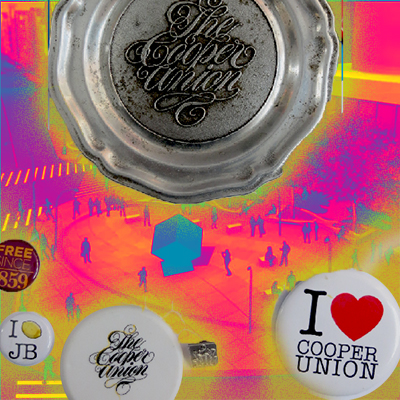 The
Cooper
Union
FREE
SINCE
1859
I
JB
The
Cooper
Union
I
COOPER
UNION